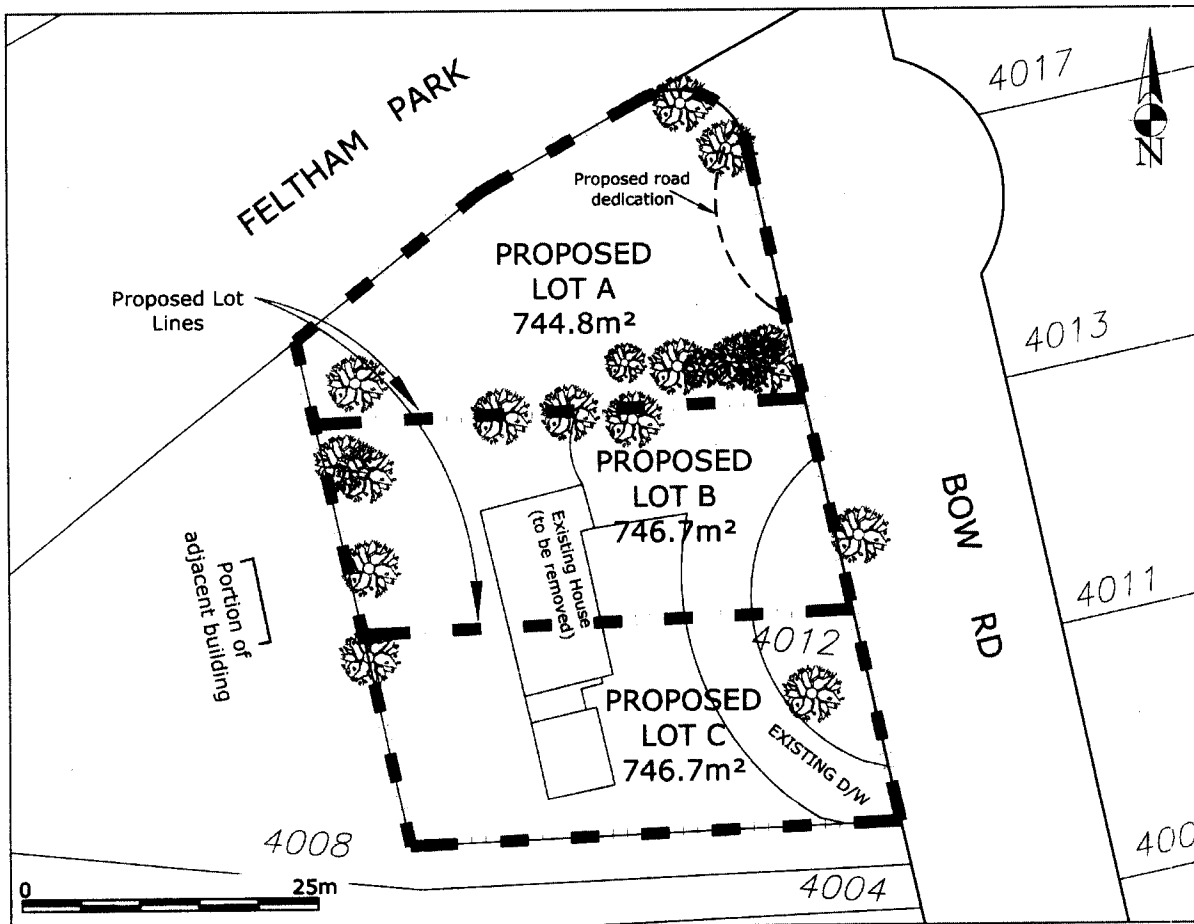 FELTHAM PARK
4017
N
Proposed road
dedication
PROPOSED
LOT A
744.8m²
Proposed Lot
Lines
4013
PROPOSED
LOT B
746.7m²
BOW RD
Existing House
(to be removed)
Portion of
adjacent building
4011
4012
PROPOSED
LOT C
746.7m²
EXISTING D/W
4008
400
4004
0 25m